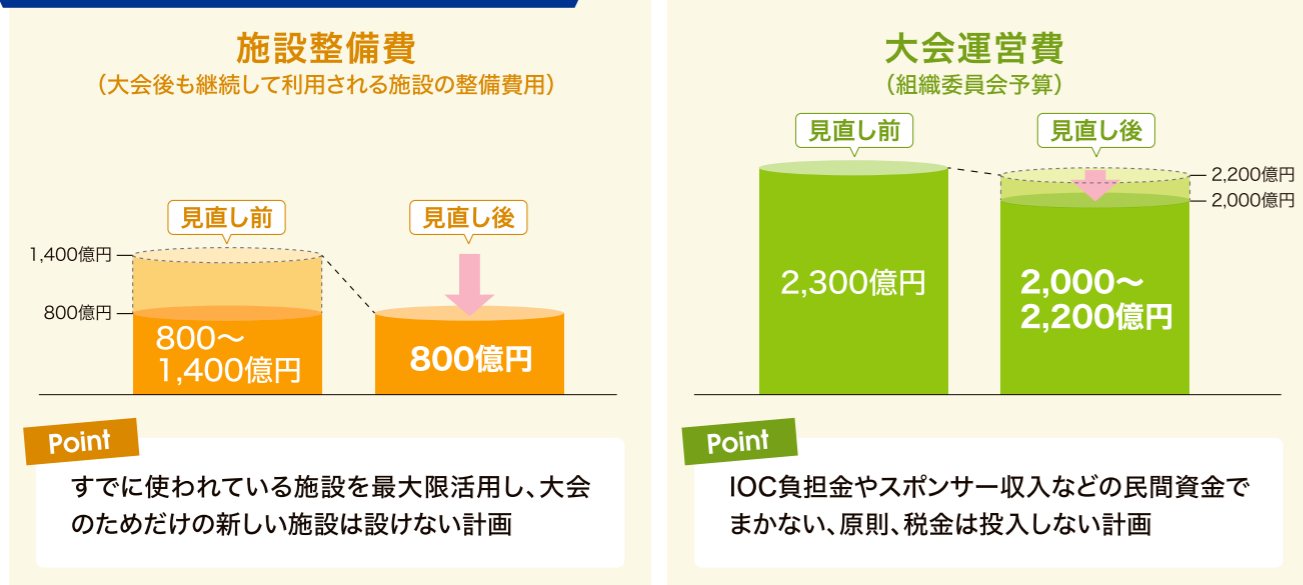 施設整備費
（大会後も継続して利用される施設の整備費用）
見直し前
見直し後
1,400億円
800億円
800〜
1,400億円
800億円
Point
すでに使われている施設を最大限活用し、大会
のためだけの新しい施設は設けない計画
大会運営費
（組織委員会予算）
見直し前
見直し後
2,200億円
2,000億円
2,300億円
2,000〜
2,200億円
Point
IOC負担金やスポンサー収入などの民間資金で
まかない、原則、税金は投入しない計画